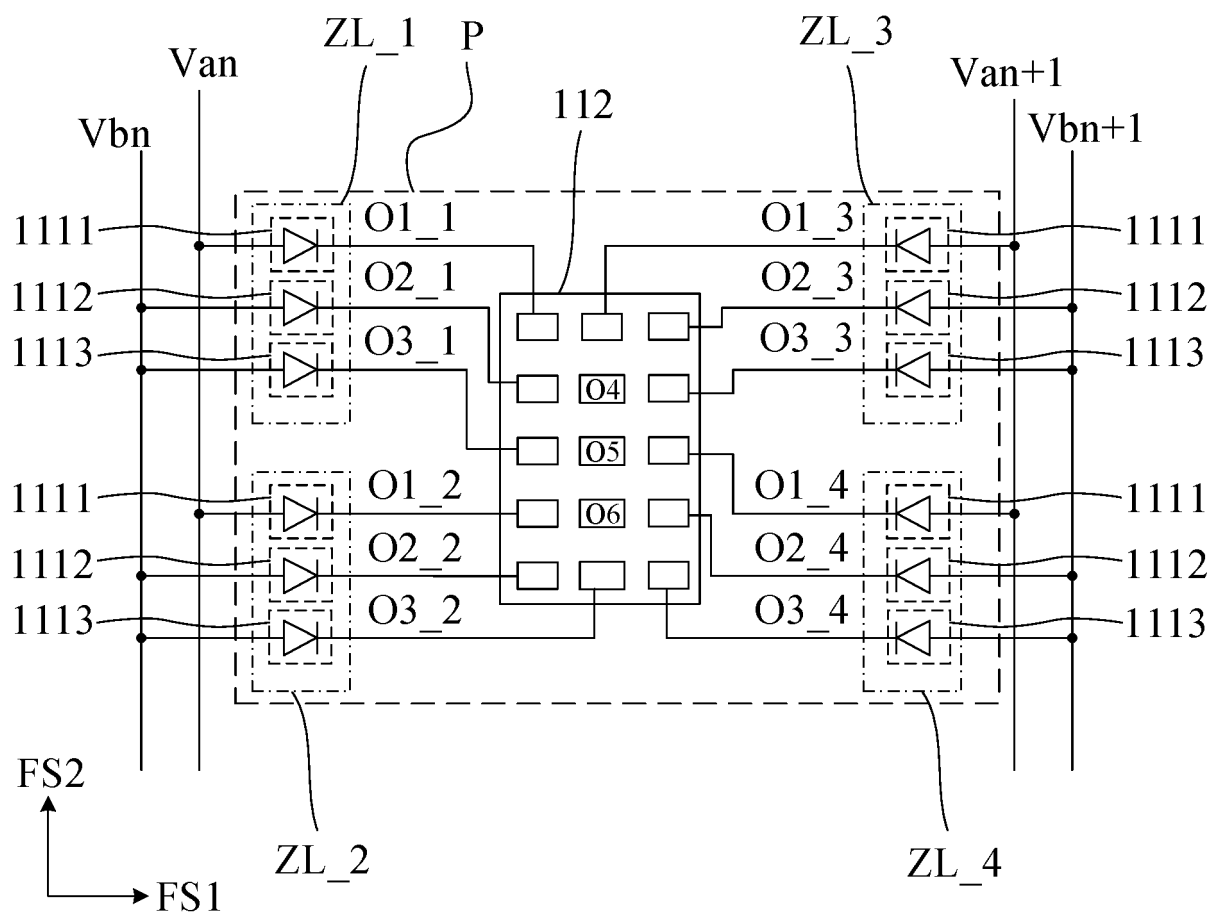 ZL_1 P ZL_3
Van Van+1
112
Vbn Vbn+1
1111 O1_1 O1_3 1111
1112 O2_1 O2_3 1112
1113 O3_1 O3_3 1113
O4
O5
1111 O1_2 O6 O1_4 1111
1112 O2_2 O2_4 1112
1113 O3_2 O3_4 1113
FS2
ZL_2 ZL_4
FS1